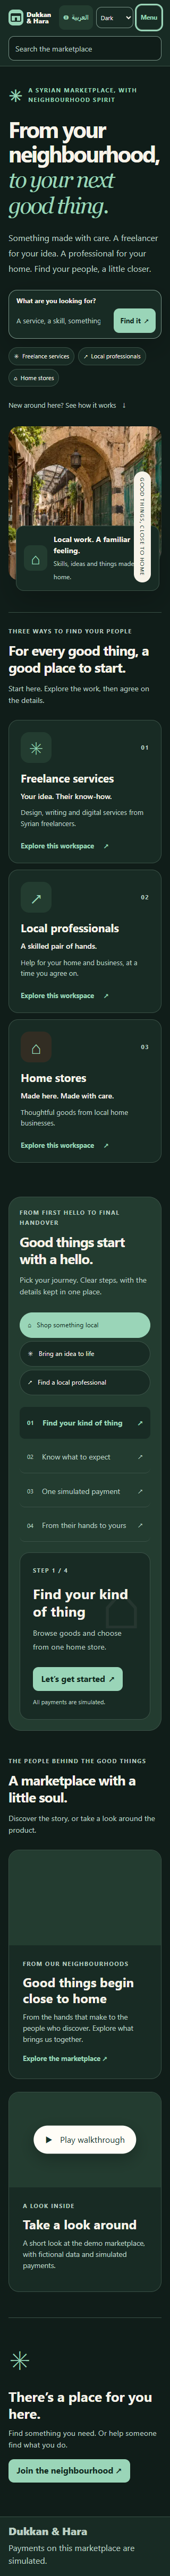 Dukkan
& Hara
العربية
Dark
Menu
Search the marketplace
A SYRIAN MARKETPLACE, WITH
NEIGHBOURHOOD SPIRIT
From your
neighbourhood,
to your next
good thing.
Something made with care. A freelancer
for your idea. A professional for your
home. Find your people, a little closer.
What are you looking for?
A service, a skill, something
Find it ↗
✳ Freelance services
↗ Local professionals
⌂ Home stores
New around here? See how it works ↓
GOOD THINGS, CLOSE TO HOME
Local work. A familiar
feeling.
Skills, ideas and things made
home.
THREE WAYS TO FIND YOUR PEOPLE
For every good thing, a
good place to start.
Start here. Explore the work, then agree on
the details.
01
Freelance services
Your idea. Their know-how.
Design, writing and digital services from
Syrian freelancers.
Explore this workspace ↗
02
Local professionals
A skilled pair of hands.
Help for your home and business, at a
time you agree on.
Explore this workspace ↗
03
Home stores
Made here. Made with care.
Thoughtful goods from local home
businesses.
Explore this workspace ↗
FROM FIRST HELLO TO FINAL
HANDOVER
Good things start
with a hello.
Pick your journey. Clear steps, with the
details kept in one place.
⌂ Shop something local
✳ Bring an idea to life
↗ Find a local professional
01 Find your kind of thing ↗
02 Know what to expect ↗
03 One simulated payment ↗
04 From their hands to yours ↗
STEP 1 / 4
Find your kind
of thing
Browse goods and choose
from one home store.
Let's get started ↗
All payments are simulated.
THE PEOPLE BEHIND THE GOOD THINGS
A marketplace with a
little soul.
Discover the story, or take a look around the
product.
FROM OUR NEIGHBOURHOODS
Good things begin
close to home
From the hands that make to the
people who discover. Explore what
brings us together.
Explore the marketplace ↗
▶ Play walkthrough
A LOOK INSIDE
Take a look around
A short look at the demo marketplace,
with fictional data and simulated
payments.
There's a place for you
here.
Find something you need. Or help someone
find what you do.
Join the neighbourhood ↗
Dukkan & Hara
Payments on this marketplace are
simulated.